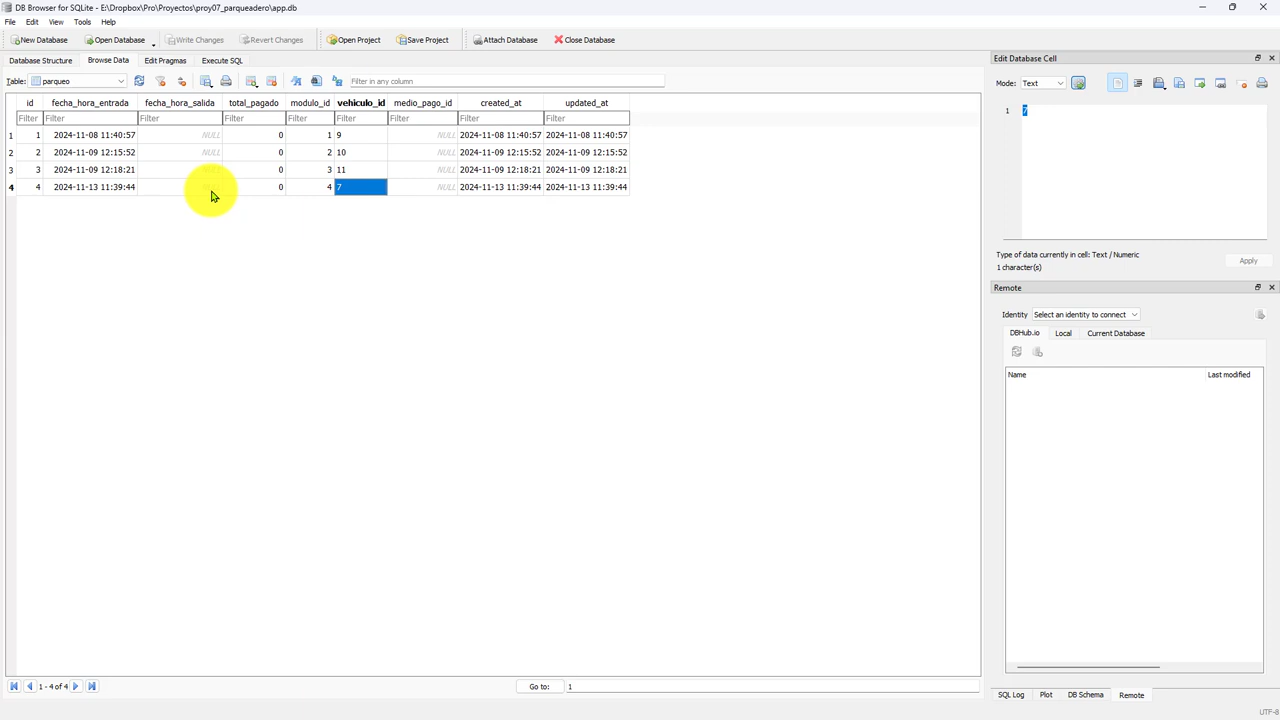 DB Browser for SQLite - E:\Dropbox\Pro\Proyectos\proy07_parqueadero\app.db
File Edit View Tools Help
New Database Open Database Write Changes Revert Changes Open Project Save Project Attach Database Close Database
Database Structure Browse Data Edit Pragmas Execute SQL
Table: parqueo Filter in any column
id fecha_hora_entrada fecha_hora_salida total_pagado modulo_id vehiculo_id medio_pago_id created_at updated_at
Filter Filter Filter Filter Filter Filter Filter Filter Filter
1 1 2024-11-08 11:40:57 NULL 0 1 9 NULL 2024-11-08 11:40:57 2024-11-08 11:40:57
2 2 2024-11-09 12:15:52 NULL 0 2 10 NULL 2024-11-09 12:15:52 2024-11-09 12:15:52
3 3 2024-11-09 12:18:21 NULL 0 3 11 NULL 2024-11-09 12:18:21 2024-11-09 12:18:21
4 4 2024-11-13 11:39:44 0 4 7 NULL 2024-11-13 11:39:44 2024-11-13 11:39:44
1 - 4 of 4 Go to: 1
Edit Database Cell
Mode: Text
1 7
Type of data currently in cell: Text / Numeric
1 character(s)
Apply
Remote
Identity Select an identity to connect
DBHub.io Local Current Database
Name Last modified
SQL Log Plot DB Schema Remote
UTF-8